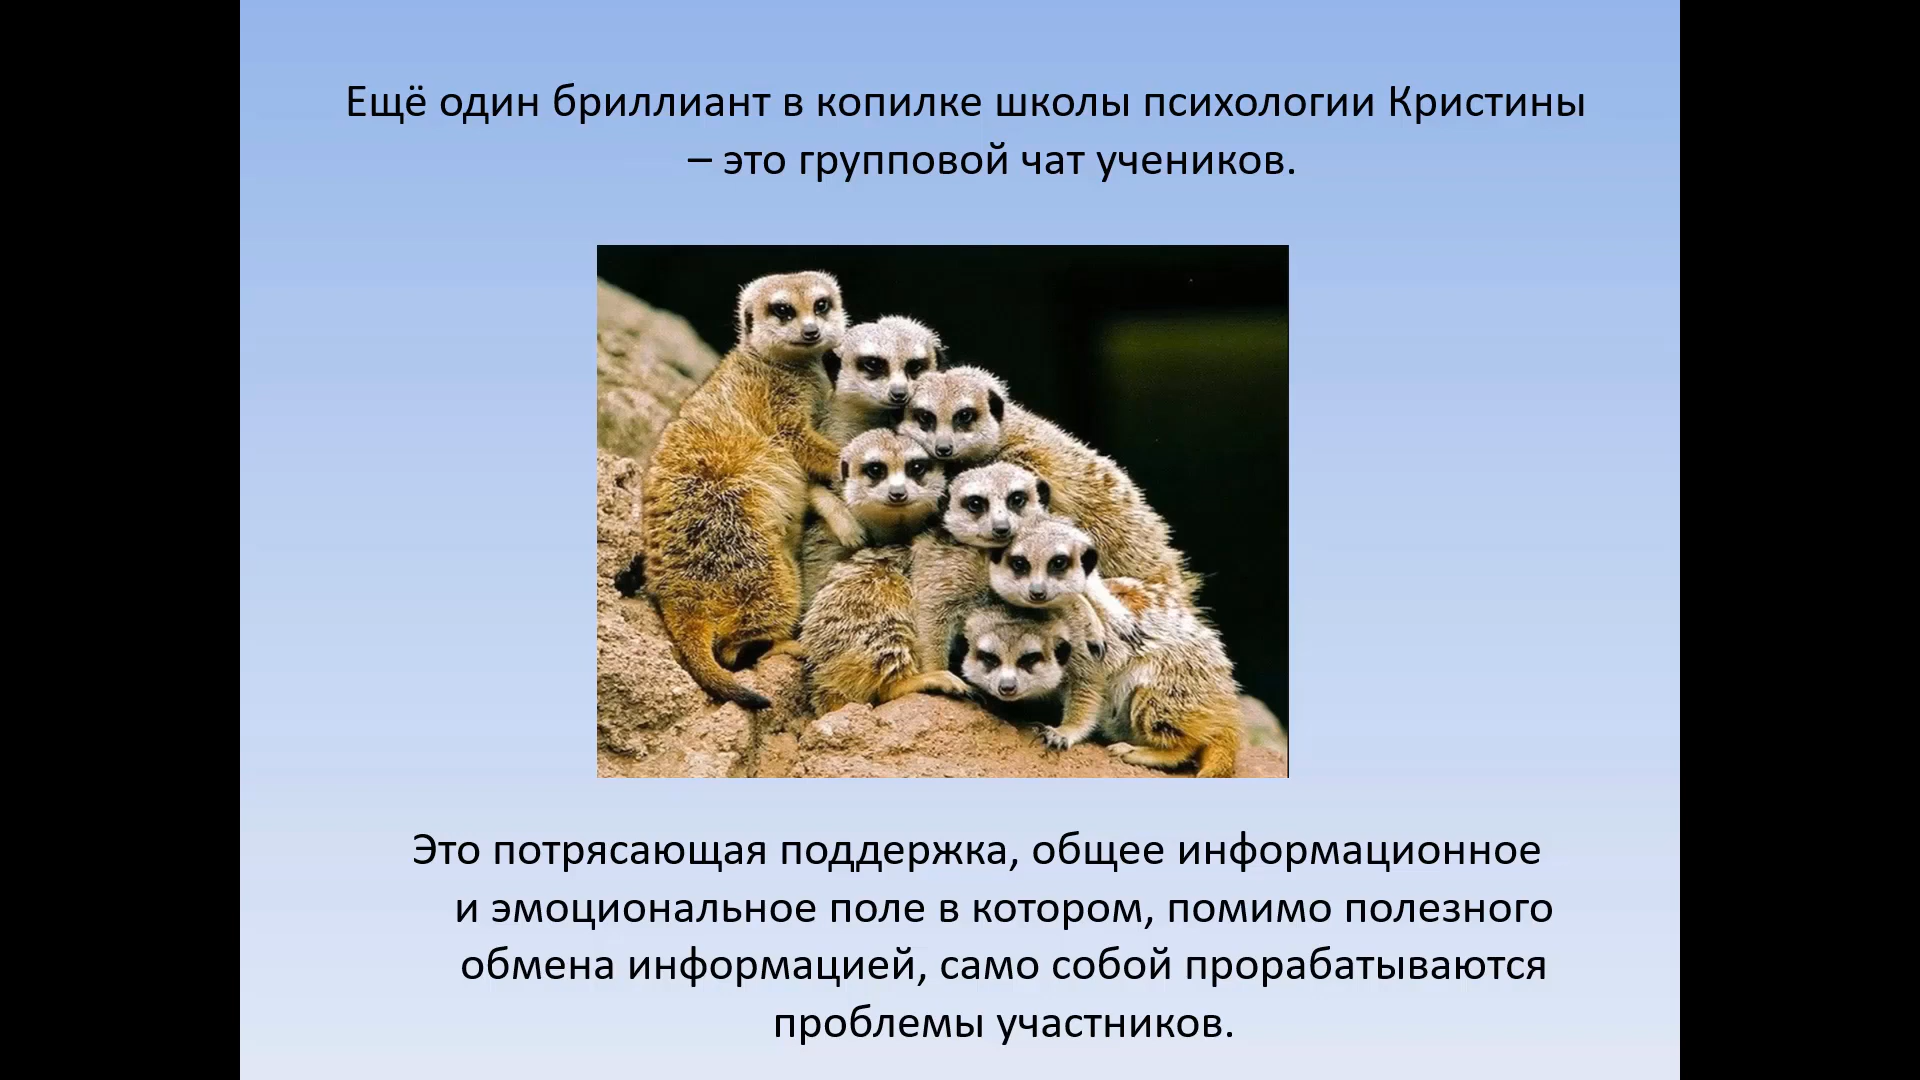 Ещё один бриллиант в копилке школы психологии Кристины
– это групповой чат учеников.
Это потрясающая поддержка, общее информационное
и эмоциональное поле в котором, помимо полезного
обмена информацией, само собой прорабатываются
проблемы участников.